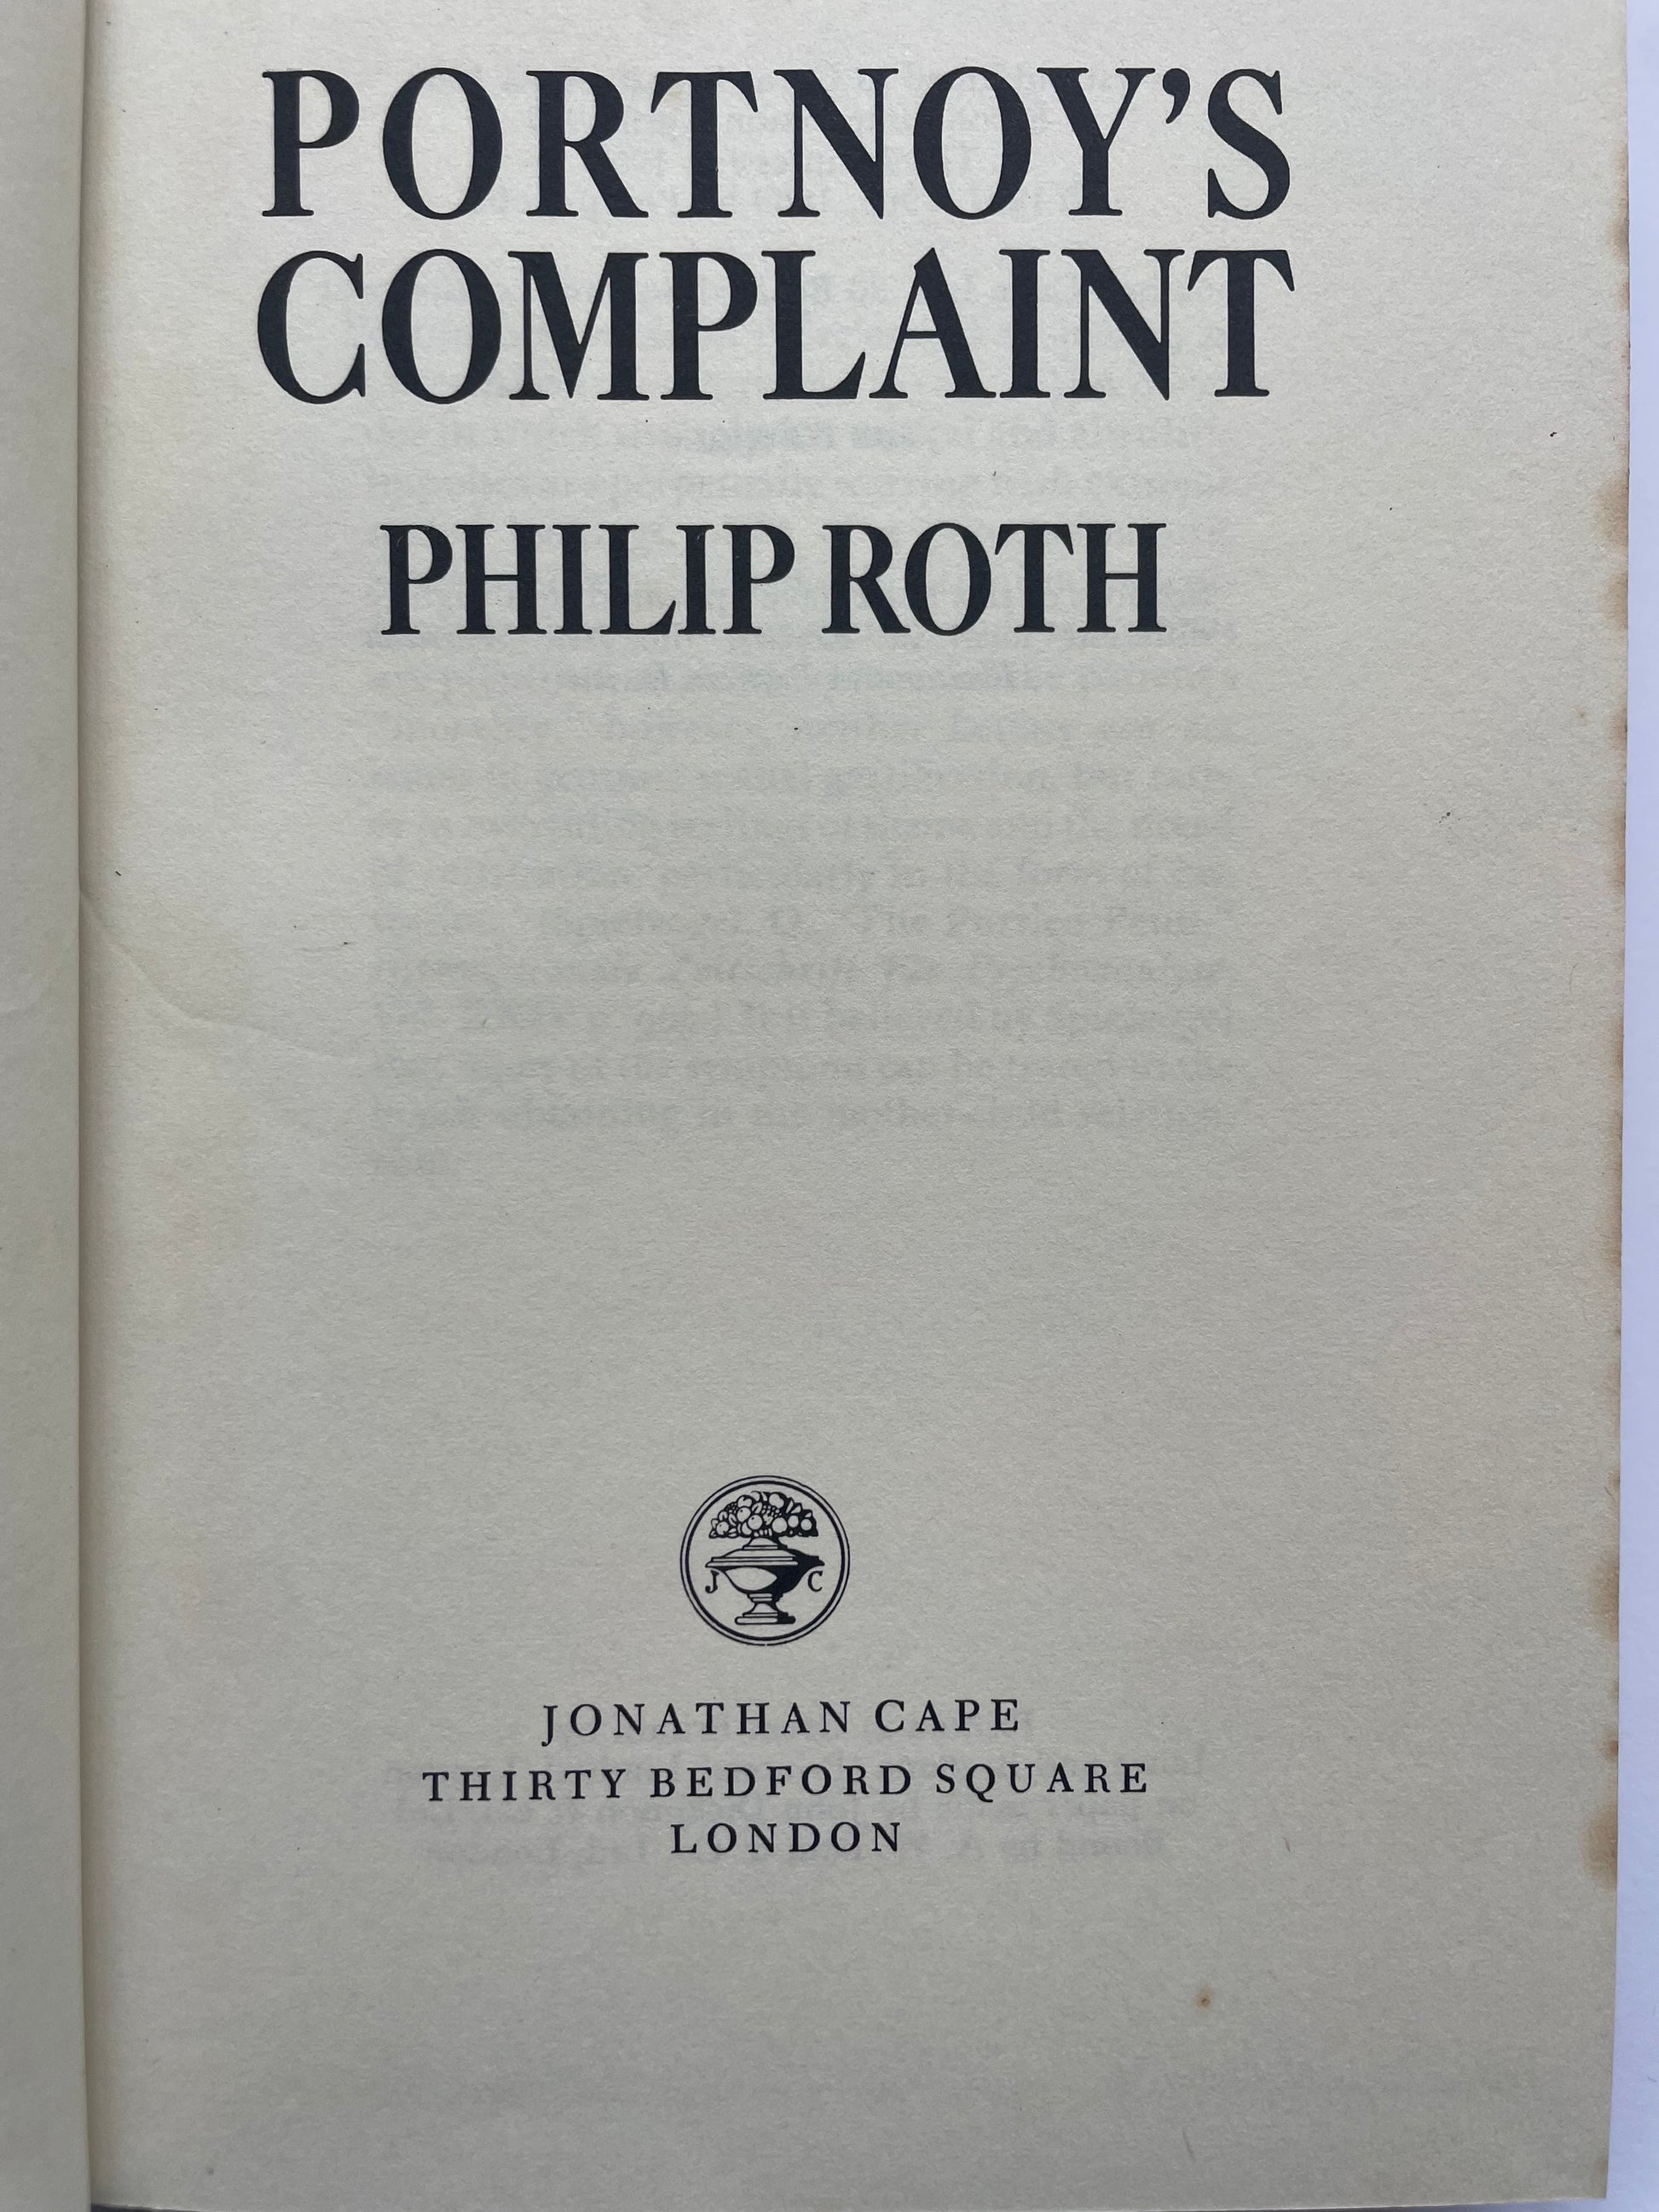 PORTNOY'S
COMPLAINT
PHILIP ROTH
J C
JONATHAN CAPE
THIRTY BEDFORD SQUARE
LONDON